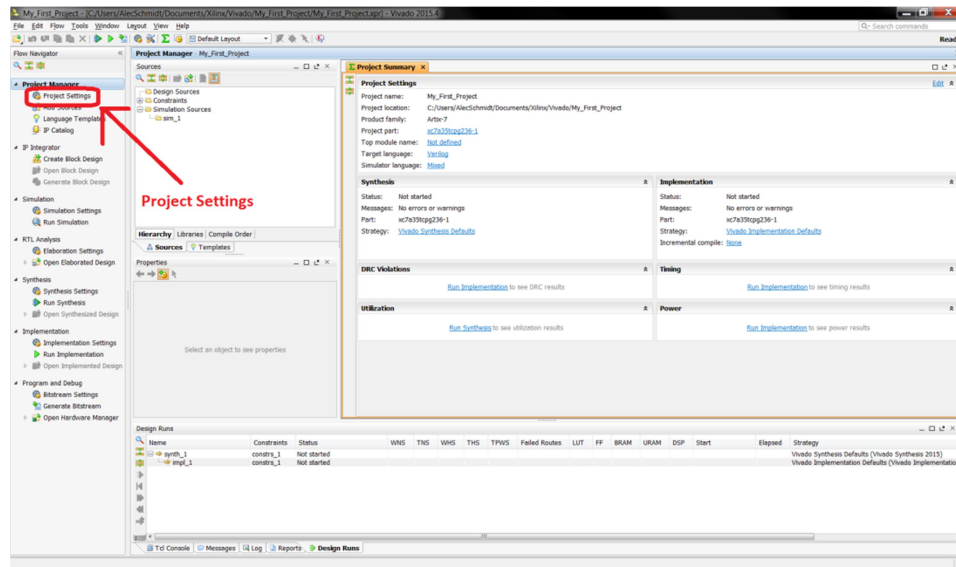 My_First_Project - [C:/Users/AlecSchmidt/Documents/Xilinx/Vivado/My_First_Project/My_First_Project.xpr] - Vivado 2015.4
File Edit Flow Tools Window Layout View Help
Q- Search commands
Default Layout
Read
Flow Navigator
Project Manager
Project Settings
Add Sources
Language Templates
IP Catalog
IP Integrator
Create Block Design
Open Block Design
Generate Block Design
Simulation
Simulation Settings
Run Simulation
RTL Analysis
Elaboration Settings
Open Elaborated Design
Synthesis
Synthesis Settings
Run Synthesis
Open Synthesized Design
Implementation
Implementation Settings
Run Implementation
Open Implemented Design
Program and Debug
Bitstream Settings
Generate Bitstream
Open Hardware Manager
Project Manager My_First_Project
Sources
Design Sources
Constraints
Simulation Sources
sim_1
Project Settings
Hierarchy Libraries Compile Order
Sources Templates
Properties
Select an object to see properties
Project Summary
Project Settings Edit
Project name: My_First_Project
Project location: C:/Users/AlecSchmidt/Documents/Xilinx/Vivado/My_First_Project
Product family: Artix-7
Project part: xc7a35tcpg236-1
Top module name: Not defined
Target language: Verilog
Simulator language: Mixed
Synthesis
Status: Not started
Messages: No errors or warnings
Part: xc7a35tcpg236-1
Strategy: Vivado Synthesis Defaults
Implementation
Status: Not started
Messages: No errors or warnings
Part: xc7a35tcpg236-1
Strategy: Vivado Implementation Defaults
Incremental compile: None
DRC Violations
Run Implementation to see DRC results
Timing
Run Implementation to see timing results
Utilization
Run Synthesis to see utilization results
Power
Run Implementation to see power results
Design Runs
Name Constraints Status WNS TNS WHS THS TPWS Failed Routes LUT FF BRAM URAM DSP Start Elapsed Strategy
synth_1 constrs_1 Not started Vivado Synthesis Defaults (Vivado Synthesis 2015)
impl_1 constrs_1 Not started Vivado Implementation Defaults (Vivado Implementatio
Tcl Console Messages Log Reports Design Runs